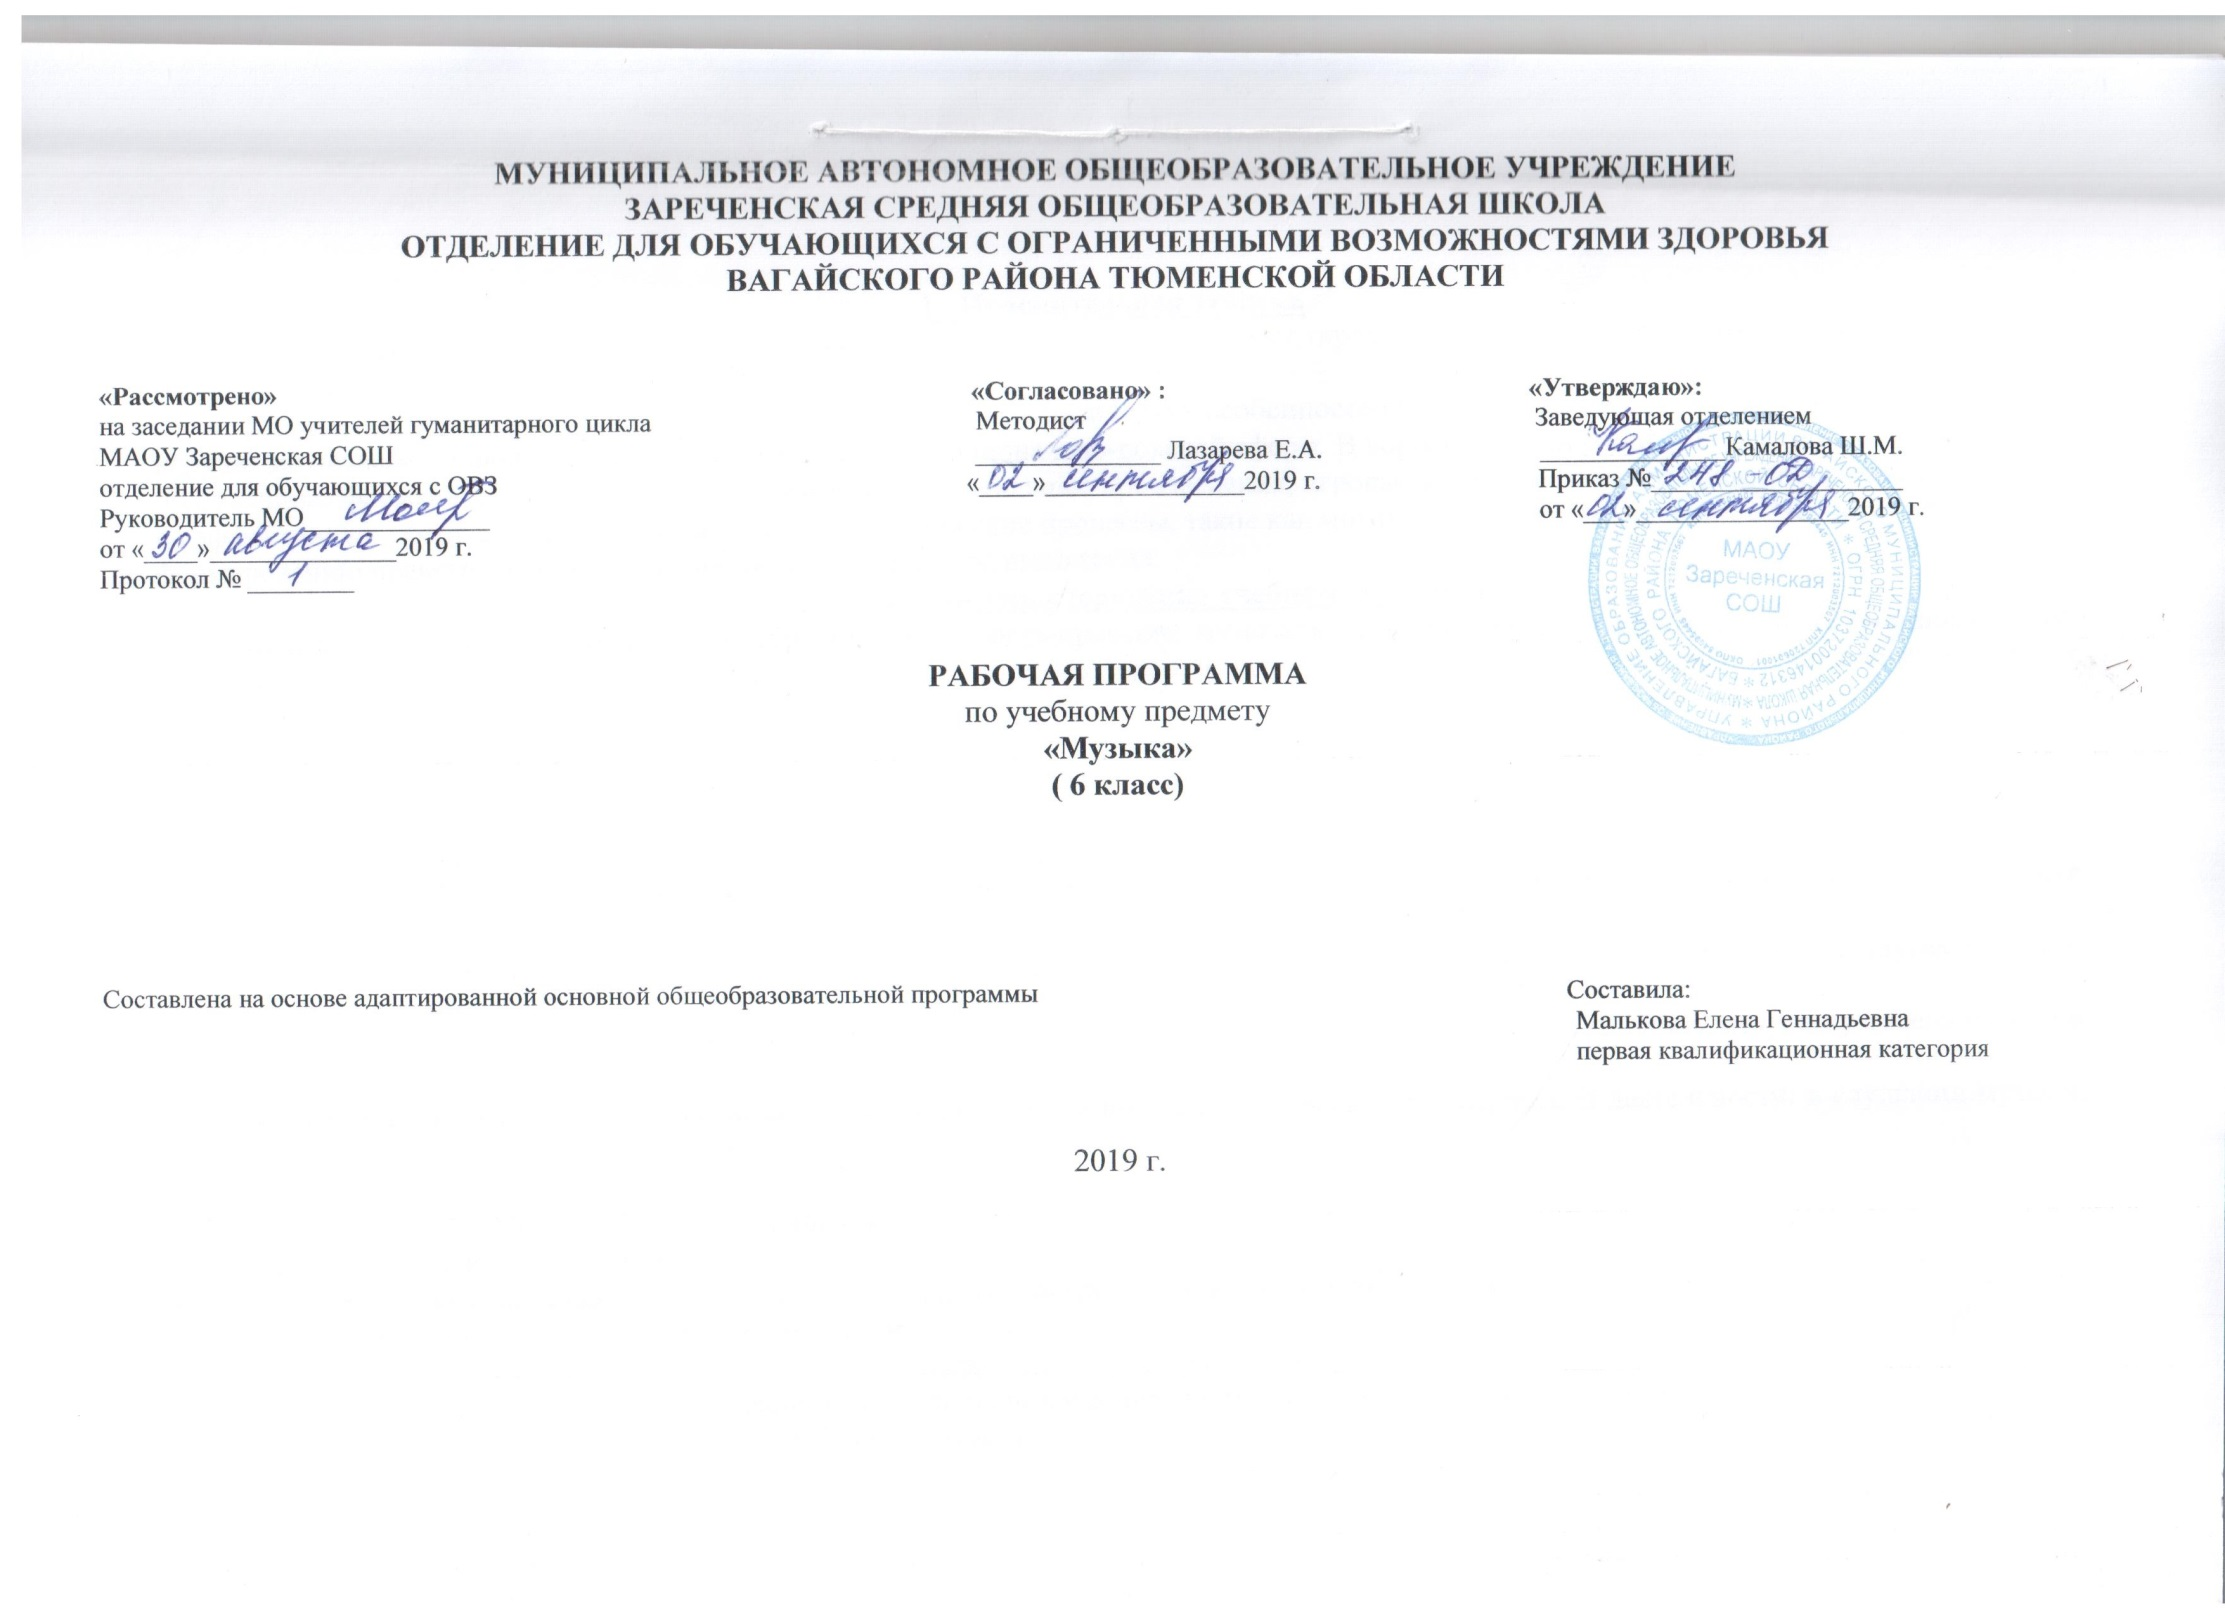 МУНИЦИПАЛЬНОЕ АВТОНОМНОЕ ОБЩЕОБРАЗОВАТЕЛЬНОЕ УЧРЕЖДЕНИЕ
ЗАРЕЧЕНСКАЯ СРЕДНЯЯ ОБЩЕОБРАЗОВАТЕЛЬНАЯ ШКОЛА
ОТДЕЛЕНИЕ ДЛЯ ОБУЧАЮЩИХСЯ С ОГРАНИЧЕННЫМИ ВОЗМОЖНОСТЯМИ ЗДОРОВЬЯ
ВАГАЙСКОГО РАЙОНА ТЮМЕНСКОЙ ОБЛАСТИ
«Рассмотрено»
на заседании МО учителей гуманитарного цикла
МАОУ Зареченская СОШ
отделение для обучающихся с ОВЗ
Руководитель МО
от «30» августа 2019 г.
Протокол № 1
«Согласовано» :
Методист
Лазарева Е.А.
«02» сентября 2019 г.
«Утверждаю»:
Заведующая отделением
Камалова Ш.М.
Приказ № 248-ОД
от «02» сентября 2019 г.
МАОУ
Зареченская
СОШ
РАБОЧАЯ ПРОГРАММА
по учебному предмету
«Музыка»
( 6 класс)
Составлена на основе адаптированной основной общеобразовательной программы
Составила:
Малькова Елена Геннадьевна
первая квалификационная категория
2019 г.